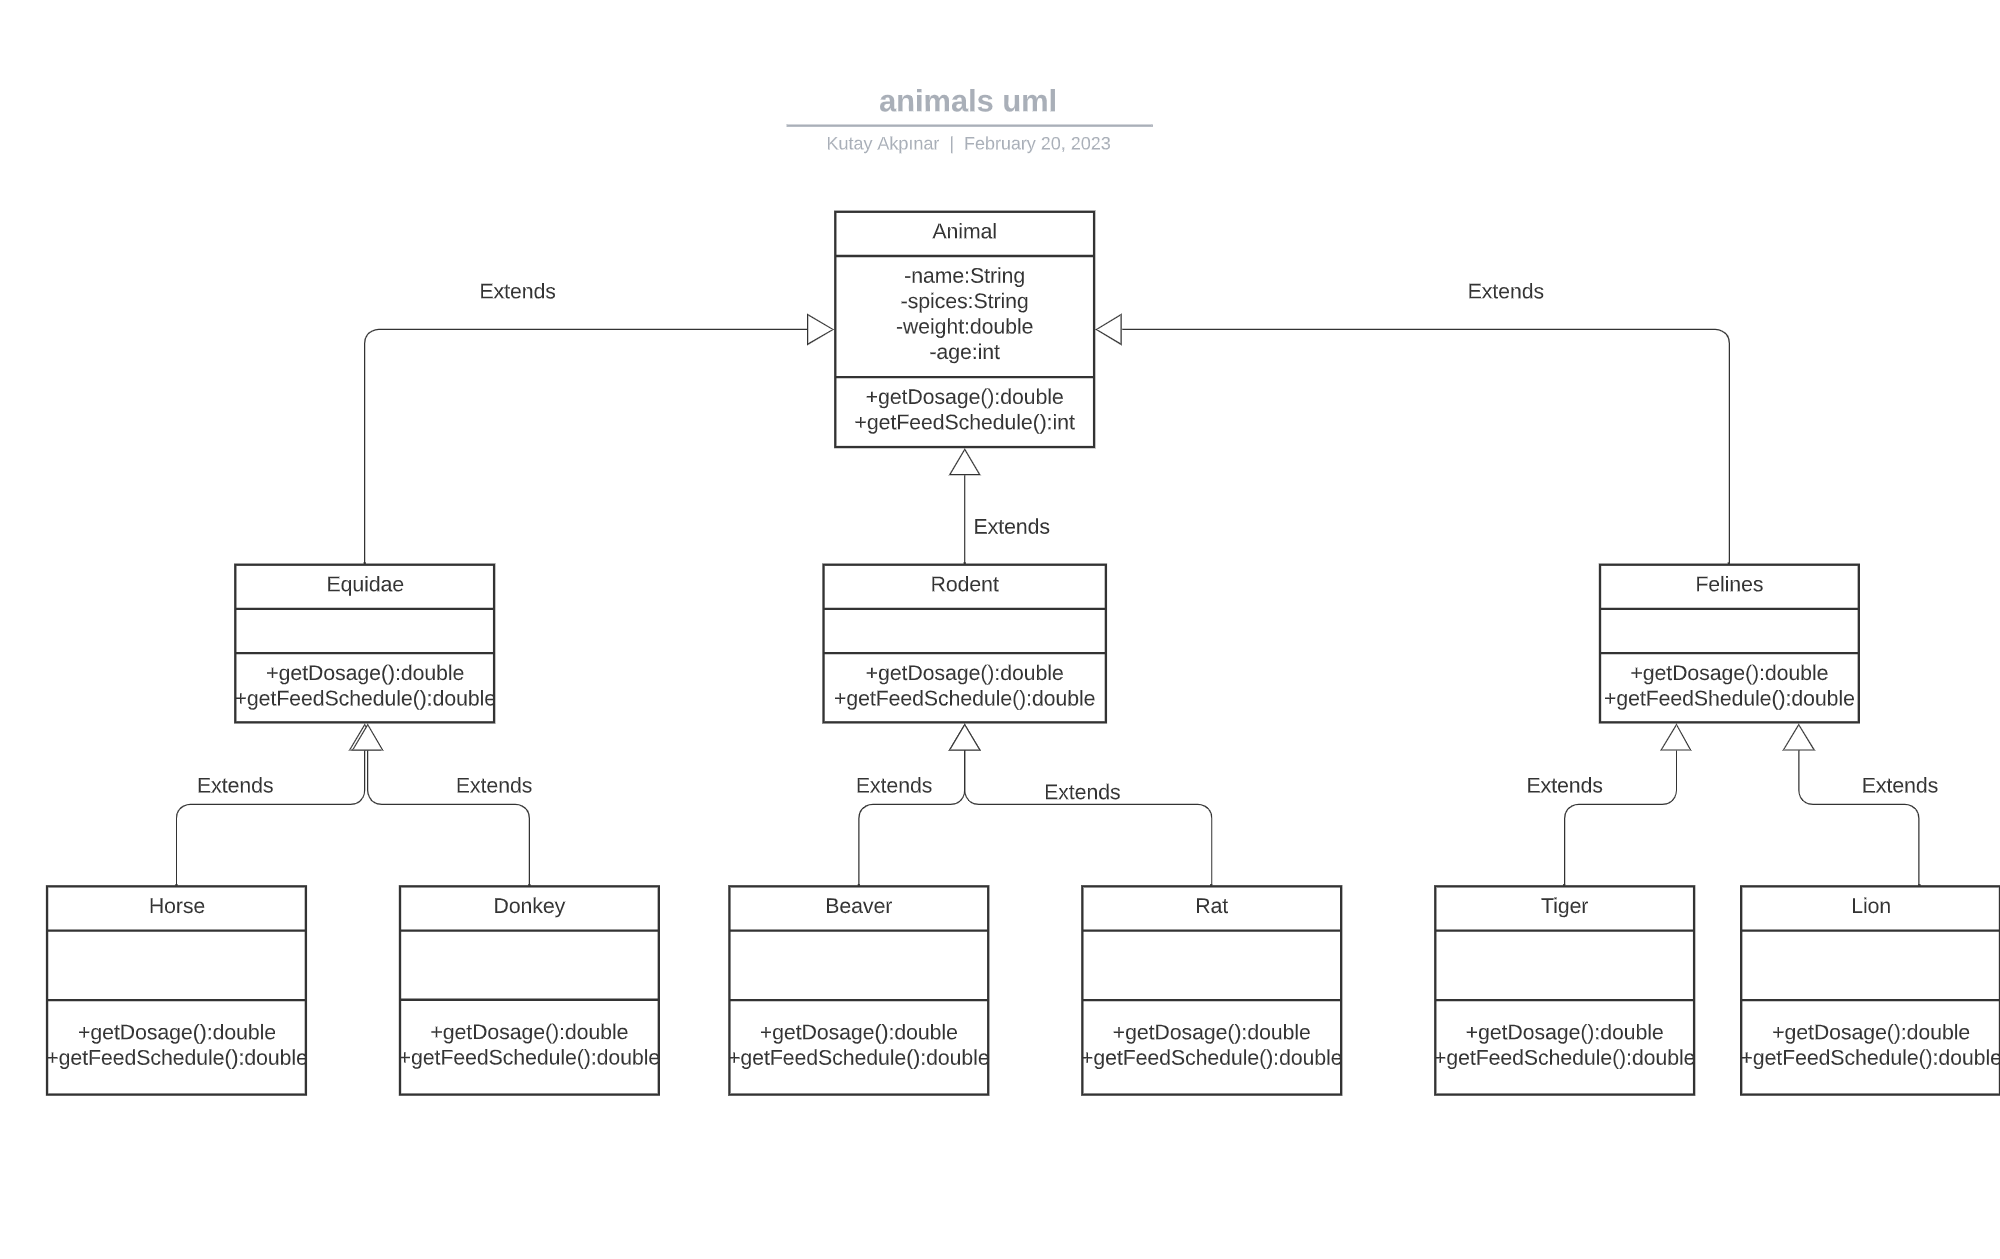 animals uml
Kutay Akpınar | February 20, 2023
Animal
-name:String
-spices:String
-weight:double
-age:int
+getDosage():double
+getFeedSchedule():int
Extends
Extends
Extends
Equidae
+getDosage():double
+getFeedSchedule():double
Rodent
+getDosage():double
+getFeedSchedule():double
Felines
+getDosage():double
+getFeedShedule():double
Extends
Extends
Extends
Extends
Extends
Extends
Horse
+getDosage():double
+getFeedSchedule():double
Donkey
+getDosage():double
+getFeedSchedule():double
Beaver
+getDosage():double
+getFeedSchedule():double
Rat
+getDosage():double
+getFeedSchedule():double
Tiger
+getDosage():double
+getFeedSchedule():double
Lion
+getDosage():double
+getFeedSchedule():double